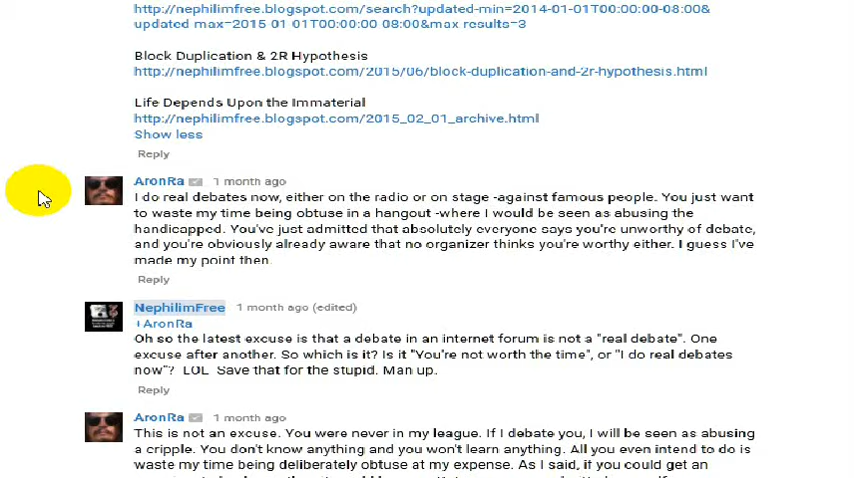 http://nephilimfree.blogspot.com/search?updated-min=2014-01-01T00:00:00-08:00&
updated-max=2015-01-01T00:00:00-08:00&max-results=3
Block Duplication & 2R Hypothesis
http://nephilimfree.blogspot.com/2015/06/block-duplication-and-2r-hypothesis.html
Life Depends Upon the Immaterial
http://nephilimfree.blogspot.com/2015_02_01_archive.html
Show less
Reply
AronRa 1 month ago
I do real debates now, either on the radio or on stage -against famous people. You just want
to waste my time being obtuse in a hangout -where I would be seen as abusing the
handicapped. You've just admitted that absolutely everyone says you're unworthy of debate,
and you're obviously already aware that no organizer thinks you're worthy either. I guess I've
made my point then.
Reply
NephilimFree 1 month ago (edited)
+AronRa
Oh so the latest excuse is that a debate in an internet forum is not a "real debate". One
excuse after another. So which is it? Is it "You're not worth the time", or "I do real debates
now"? LOL Save that for the stupid. Man up.
Reply
AronRa 1 month ago
This is not an excuse. You were never in my league. If I debate you, I will be seen as abusing
a cripple. You don't know anything and you won't learn anything. All you even intend to do is
waste my time being deliberately obtuse at my expense. As I said, if you could get an